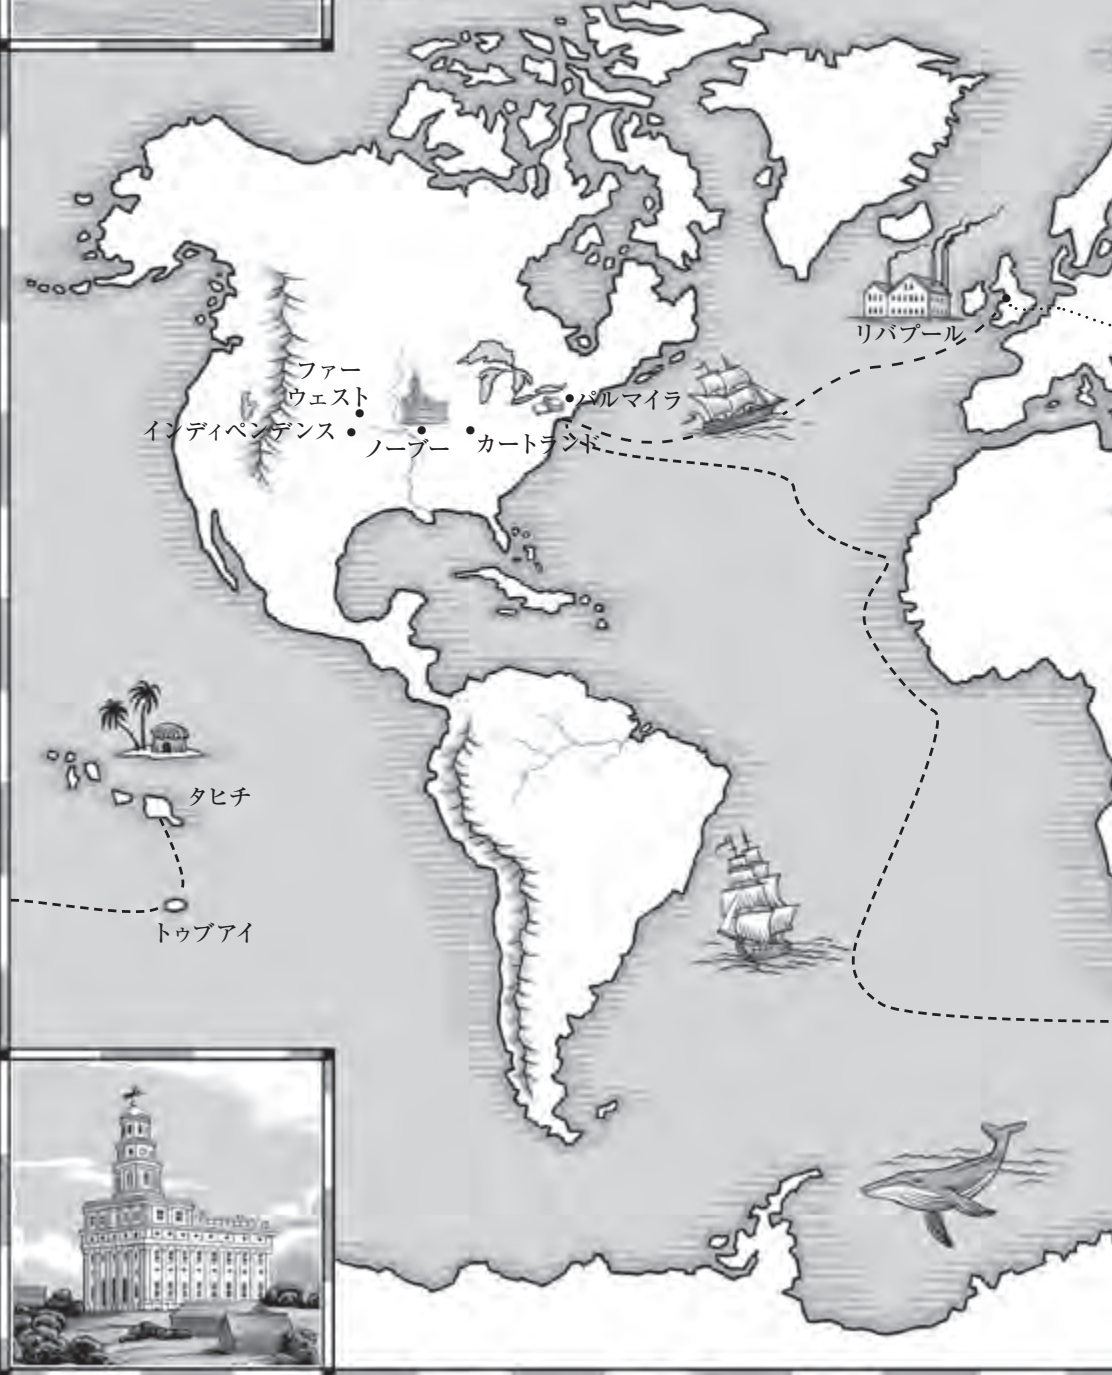 リバプール
ファー
ウェスト
パルマイラ
インディペンデンス
ノーブー
カートランド
タヒチ
トゥブアイ